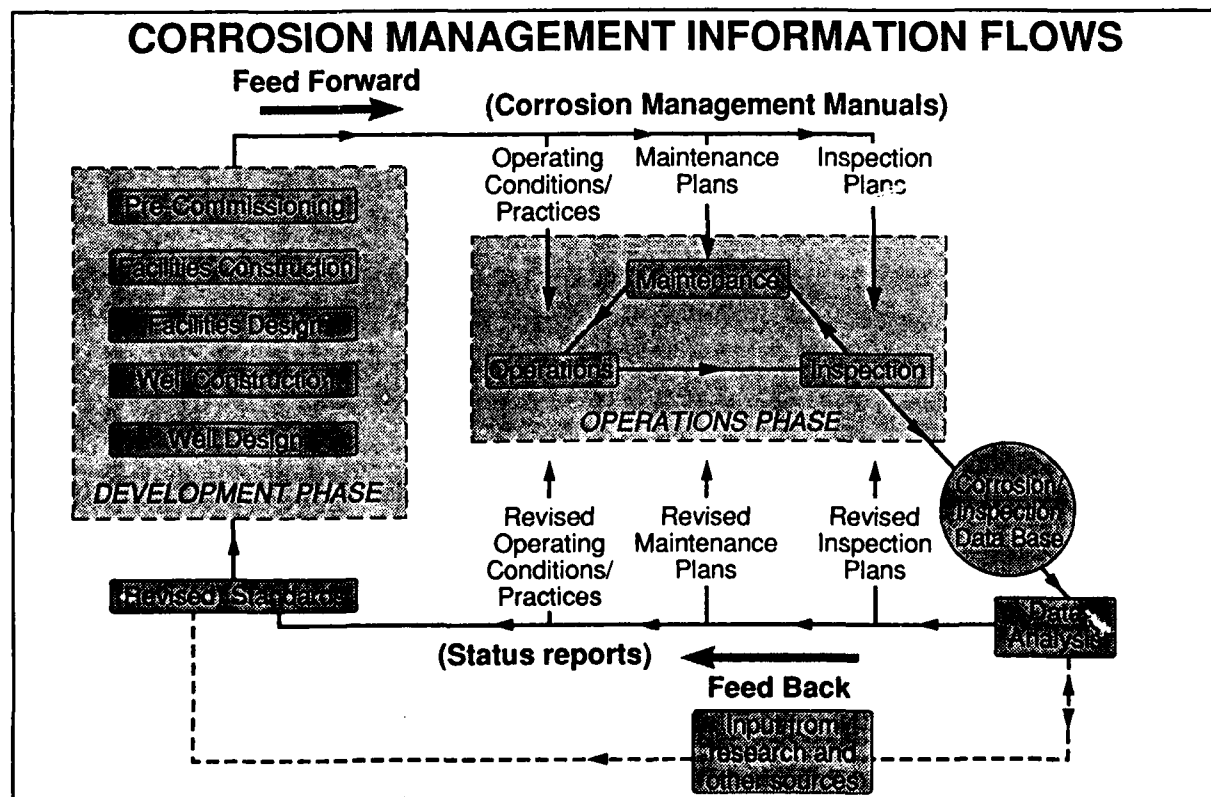 CORROSION MANAGEMENT INFORMATION FLOWS
Feed Forward
(Corrosion Management Manuals)
Operating
Conditions/
Practices
Maintenance
Plans
Inspection
Plans
Pre-Commissioning
Facilities Construction
Facilities Design
Well Construction
Well Design
DEVELOPMENT PHASE
Maintenance
Operations
Inspection
OPERATIONS PHASE
Corrosion/
Inspection
Data Base
Revised
Operating
Conditions/
Practices
Revised
Maintenance
Plans
Revised
Inspection
Plans
Revised Standards
Data
Analysis
(Status reports)
Feed Back
Input from
research and
other sources)